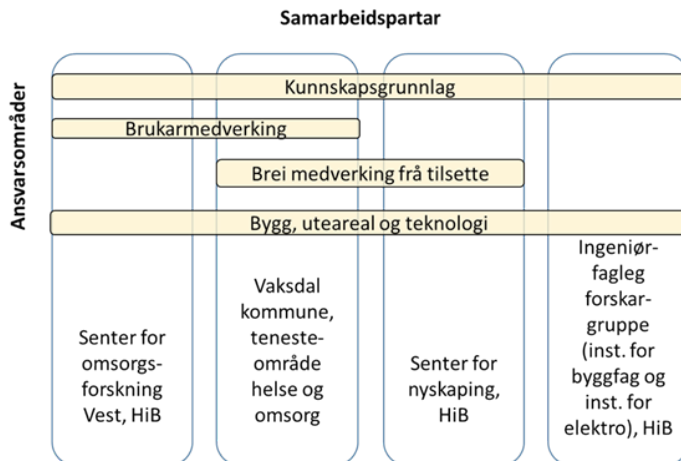 Samarbeidspartar
Ansvarsområder
Kunnskapsgrunnlag
Brukarmedverking
Brei medverking frå tilsette
Bygg, uteareal og teknologi
Senter for
omsorgs-
forskning
Vest, HiB
Vaksdal
kommune,
teneste-
område
helse og
omsorg
Senter for
nyskaping,
HiB
Ingeniør-
fagleg
forskar-
gruppe
(inst. for
byggfag og
inst. for
elektro), HiB